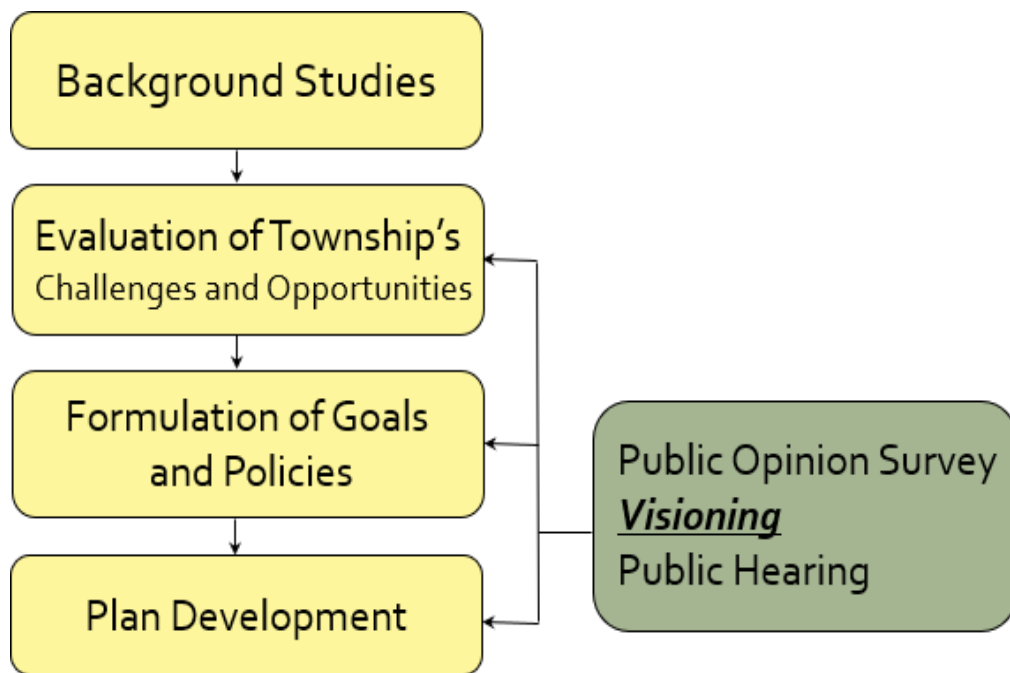 Background Studies
Evaluation of Township’s
Challenges and Opportunities
Formulation of Goals
and Policies
Plan Development
Public Opinion Survey
Visioning
Public Hearing